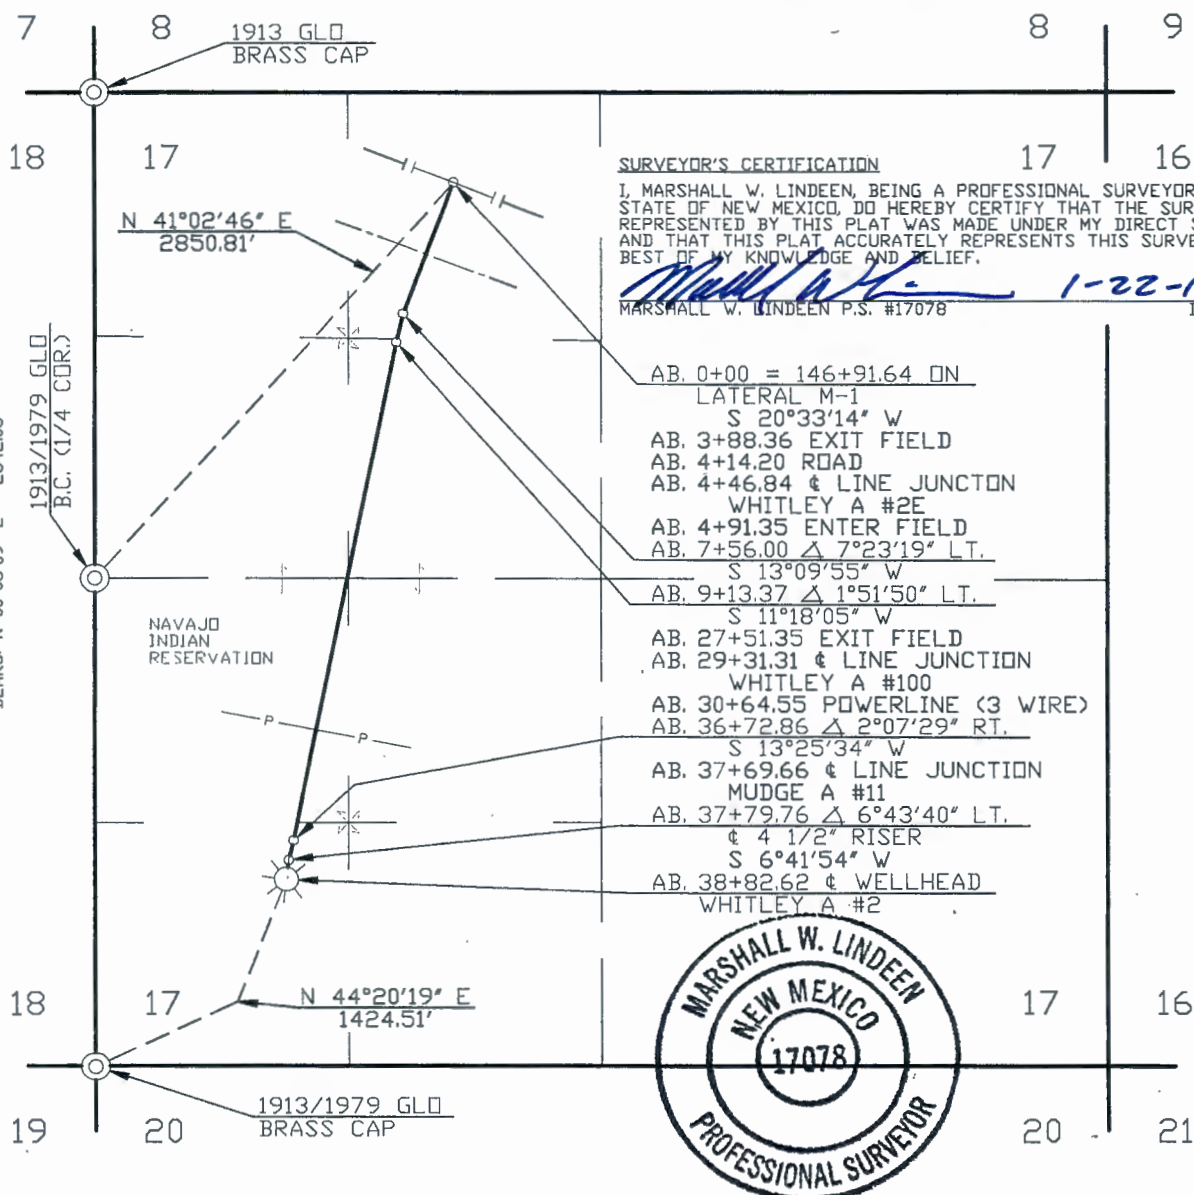 7
8
1913 GLO
BRASS CAP
8
9
18
17
17
16
N 41°02'46" E
2850.81'
SURVEYOR'S CERTIFICATION
I, MARSHALL W. LINDEEN, BEING A PROFESSIONAL SURVEYOR
STATE OF NEW MEXICO, DO HEREBY CERTIFY THAT THE SUR
REPRESENTED BY THIS PLAT WAS MADE UNDER MY DIRECT S
AND THAT THIS PLAT ACCURATELY REPRESENTS THIS SURVE
BEST OF MY KNOWLEDGE AND BELIEF.
1-22-1
MARSHALL W. LINDEEN P.S. #17078
1913/1979 GLO
B.C. (1/4 COR.)
AB. 0+00 = 146+91.64 ON
LATERAL M-1
S 20°33'14" W
AB. 3+88.36 EXIT FIELD
AB. 4+14.20 ROAD
AB. 4+46.84 ℄ LINE JUNCTON
WHITLEY A #2E
AB. 4+91.35 ENTER FIELD
AB. 7+56.00 ∆ 7°23'19" LT.
S 13°09'55" W
AB. 9+13.37 ∆ 1°51'50" LT.
S 11°18'05" W
AB. 27+51.35 EXIT FIELD
AB. 29+31.31 ℄ LINE JUNCTION
WHITLEY A #100
AB. 30+64.55 POWERLINE (3 WIRE)
AB. 36+72.86 ∆ 2°07'29" RT.
S 13°25'34" W
AB. 37+69.66 ℄ LINE JUNCTION
MUDGE A #11
AB. 37+79.76 ∆ 6°43'40" LT.
℄ 4 1/2" RISER
S 6°41'54" W
AB. 38+82.62 ℄ WELLHEAD
WHITLEY A #2
NAVAJO
INDIAN
RESERVATION
P
P
MARSHALL W. LINDEEN
NEW MEXICO
17078
PROFESSIONAL SURVEYOR
18
17
N 44°20'19" E
1424.51'
17
16
1913/1979 GLO
BRASS CAP
19
20
20
21